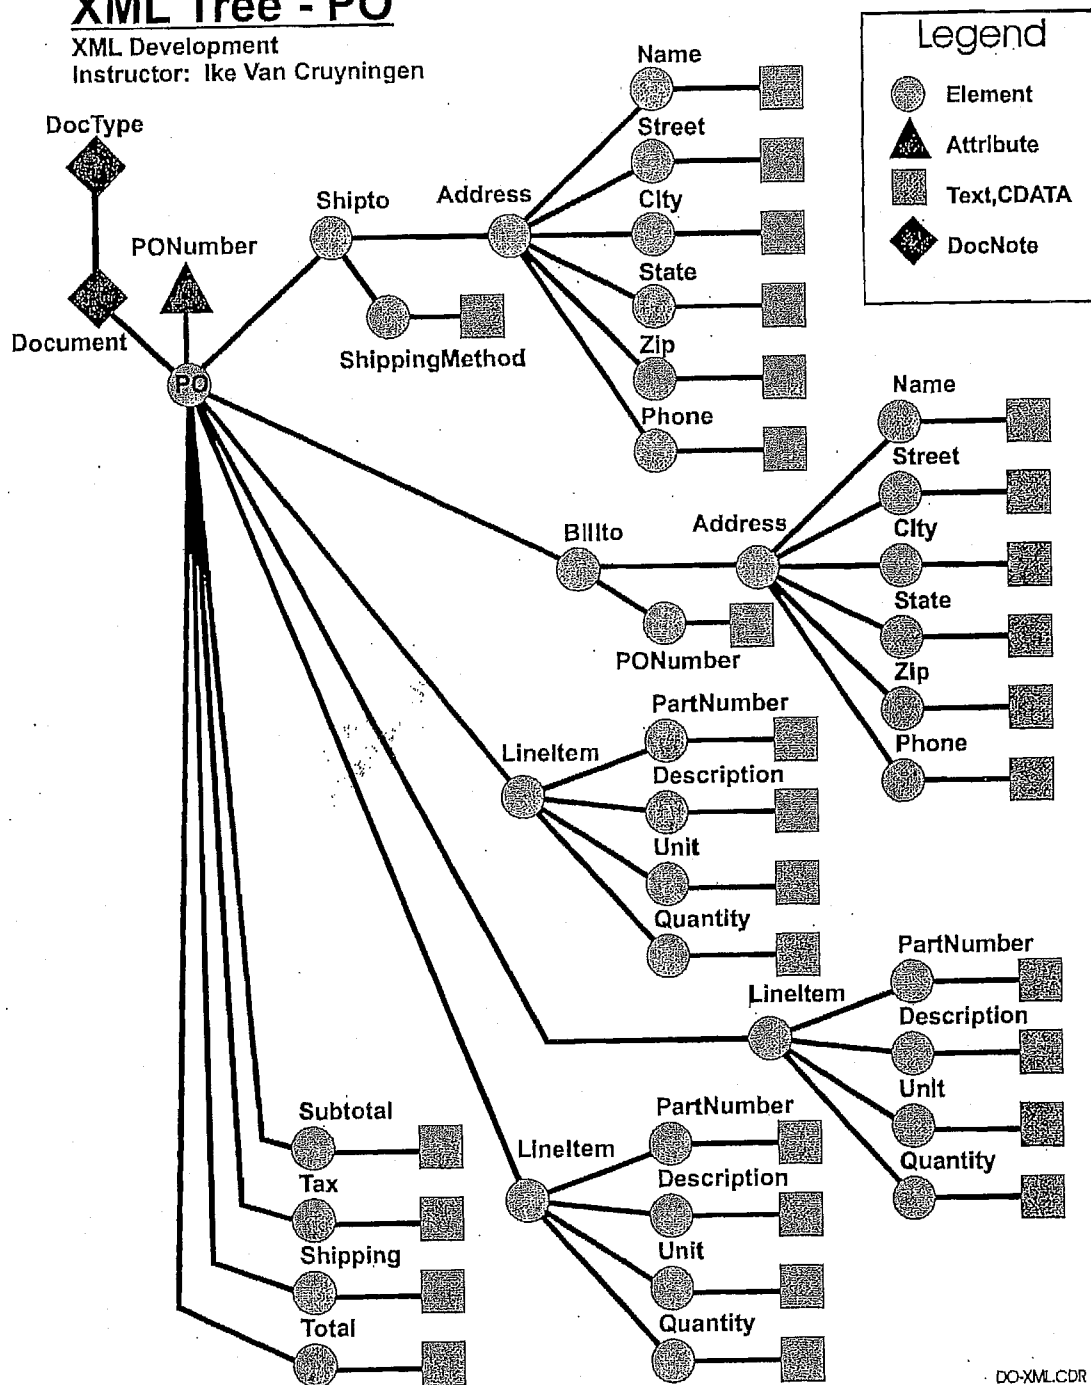 XML Tree - PO
XML Development
Instructor: Ike Van Cruyningen
Legend
Element
Attribute
Text,CDATA
DocNote
DocType
Document
PONumber
PO
Shipto
ShippingMethod
Address
Name
Street
City
State
Zip
Phone
Billto
PONumber
Address
Name
Street
City
State
Zip
Phone
LineItem
PartNumber
Description
Unit
Quantity
LineItem
PartNumber
Description
Unit
Quantity
LineItem
PartNumber
Description
Unit
Quantity
Subtotal
Tax
Shipping
Total
DO-XML.CDR